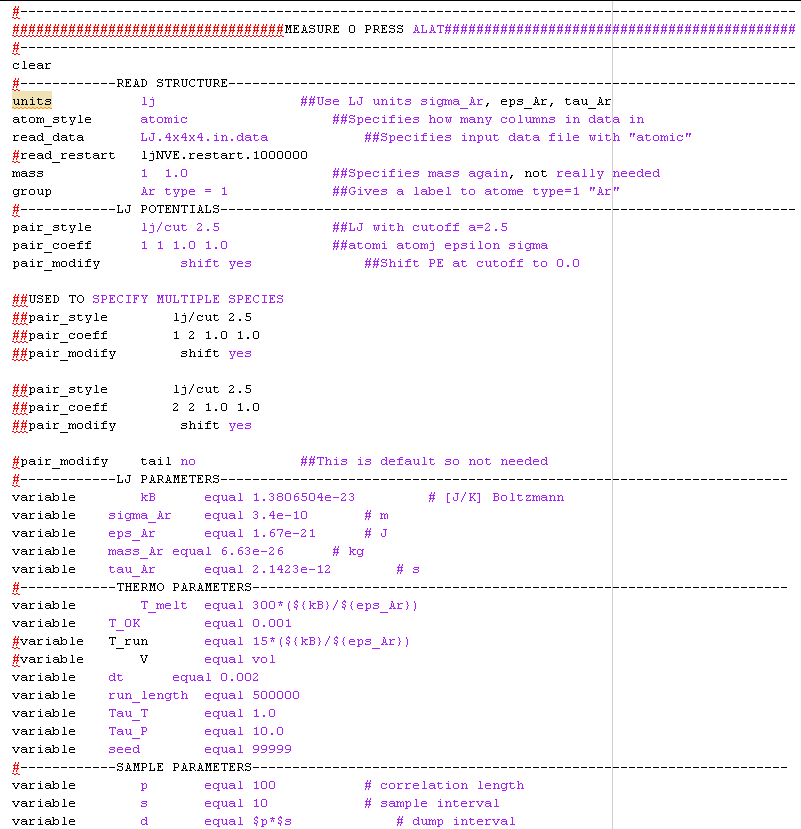 #-------------------------------------------------------------------------------------------------
##################################MEASURE 0 PRESS ALAT############################################
#-------------------------------------------------------------------------------------------------
clear
#------------READ STRUCTURE-----------------------------------------------------------------------
units lj ##Use LJ units sigma_Ar, eps_Ar, tau_Ar
atom_style atomic ##Specifies how many columns in data in
read_data LJ.4x4x4.in.data ##Specifies input data file with "atomic"
#read_restart ljNVE.restart.1000000
mass 1 1.0 ##Specifies mass again, not really needed
group Ar type = 1 ##Gives a label to atome type=1 "Ar"
#------------LJ POTENTIALS------------------------------------------------------------------------
pair_style lj/cut 2.5 ##LJ with cutoff a=2.5
pair_coeff 1 1 1.0 1.0 ##atomi atomj epsilon sigma
pair_modify shift yes ##Shift PE at cutoff to 0.0
##USED TO SPECIFY MULTIPLE SPECIES
##pair_style lj/cut 2.5
##pair_coeff 1 2 1.0 1.0
##pair_modify shift yes
##pair_style lj/cut 2.5
##pair_coeff 2 2 1.0 1.0
##pair_modify shift yes
#pair_modify tail no ##This is default so not needed
#------------LJ PARAMETERS-----------------------------------------------------------------------
variable kB equal 1.3806504e-23 # [J/K] Boltzmann
variable sigma_Ar equal 3.4e-10 # m
variable eps_Ar equal 1.67e-21 # J
variable mass_Ar equal 6.63e-26 # kg
variable tau_Ar equal 2.1423e-12 # s
#------------THERMO PARAMETERS-------------------------------------------------------------------
variable T_melt equal 300*(${kB}/${eps_Ar})
variable T_0K equal 0.001
#variable T_run equal 15*(${kB}/${eps_Ar})
#variable V equal vol
variable dt equal 0.002
variable run_length equal 500000
variable Tau_T equal 1.0
variable Tau_P equal 10.0
variable seed equal 99999
#------------SAMPLE PARAMETERS-------------------------------------------------------------------
variable p equal 100 # correlation length
variable s equal 10 # sample interval
variable d equal $p*$s # dump interval